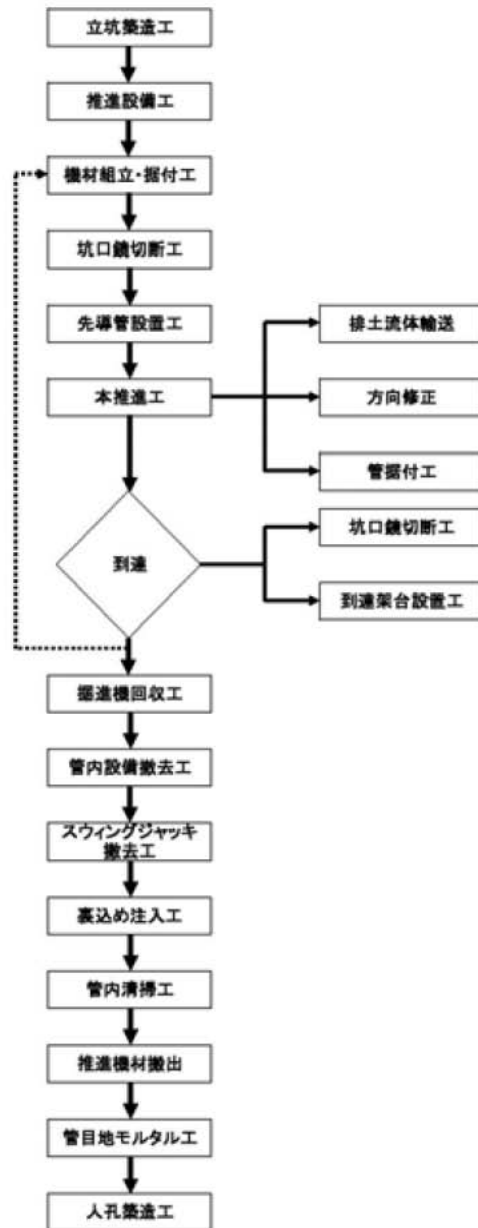 立坑築造工
推進設備工
機材組立・据付工
坑口鏡切断工
先導管設置工
本推進工
排土流体輸送
方向修正
管据付工
到達
坑口鏡切断工
到達架台設置工
掘進機回収工
管内設備撤去工
スウィングジャッキ
撤去工
裏込め注入工
管内清掃工
推進機材搬出
管目地モルタル工
人孔築造工